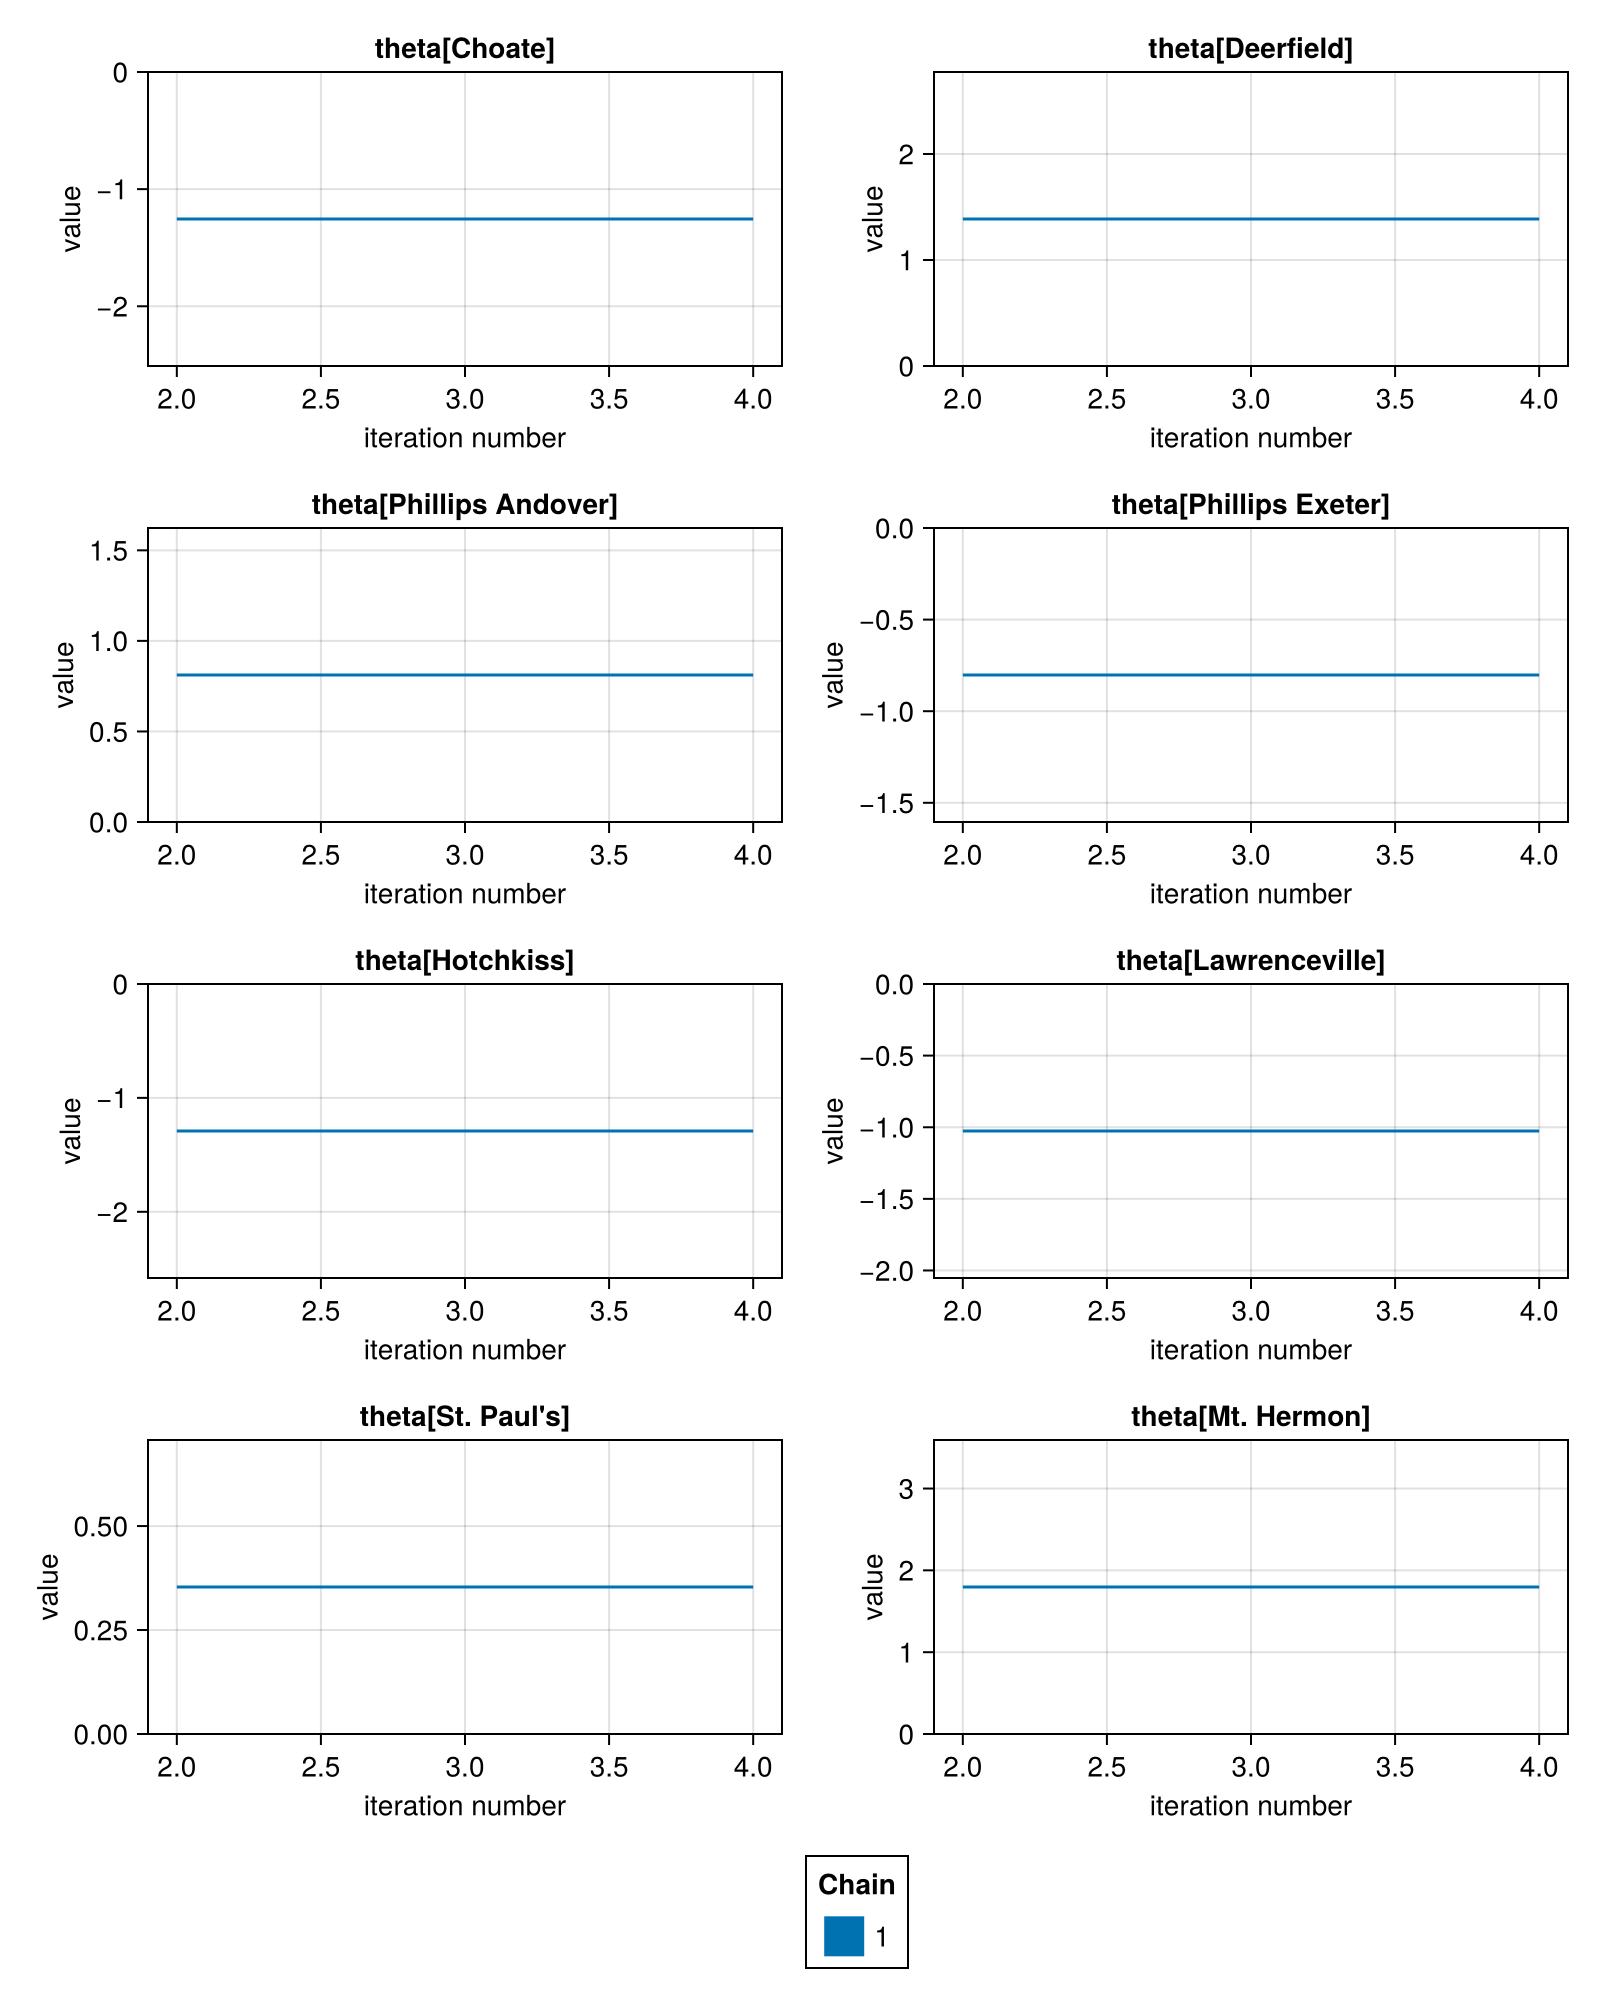 theta[Choate]
0
−1
−2
value
2.0 2.5 3.0 3.5 4.0
iteration number
theta[Deerfield]
2
1
0
value
2.0 2.5 3.0 3.5 4.0
iteration number
theta[Phillips Andover]
1.5
1.0
0.5
0.0
value
2.0 2.5 3.0 3.5 4.0
iteration number
theta[Phillips Exeter]
0.0
−0.5
−1.0
−1.5
value
2.0 2.5 3.0 3.5 4.0
iteration number
theta[Hotchkiss]
0
−1
−2
value
2.0 2.5 3.0 3.5 4.0
iteration number
theta[Lawrenceville]
0.0
−0.5
−1.0
−1.5
−2.0
value
2.0 2.5 3.0 3.5 4.0
iteration number
theta[St. Paul's]
0.50
0.25
0.00
value
2.0 2.5 3.0 3.5 4.0
iteration number
theta[Mt. Hermon]
3
2
1
0
value
2.0 2.5 3.0 3.5 4.0
iteration number
Chain
1